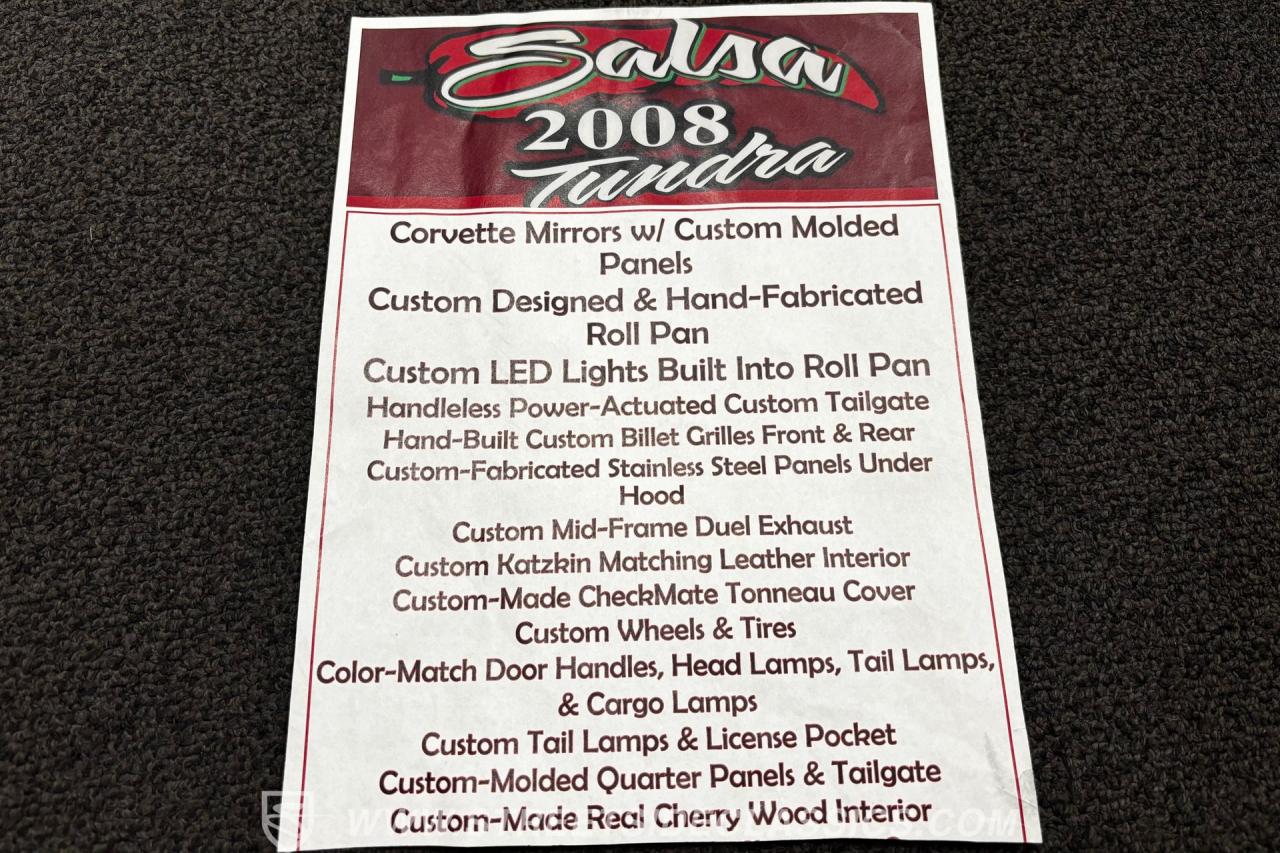 Salsa
2008
Tundra
Corvette Mirrors w/ Custom Molded
Panels
Custom Designed & Hand-Fabricated
Roll Pan
Custom LED Lights Built Into Roll Pan
Handleless Power-Actuated Custom Tailgate
Hand-Built Custom Billet Grilles Front & Rear
Custom-Fabricated Stainless Steel Panels Under
Hood
Custom Mid-Frame Duel Exhaust
Custom Katzkin Matching Leather Interior
Custom-Made CheckMate Tonneau Cover
Custom Wheels & Tires
Color-Match Door Handles, Head Lamps, Tail Lamps,
& Cargo Lamps
Custom Tail Lamps & License Pocket
Custom-Molded Quarter Panels & Tailgate
Custom-Made Real Cherry Wood Interior